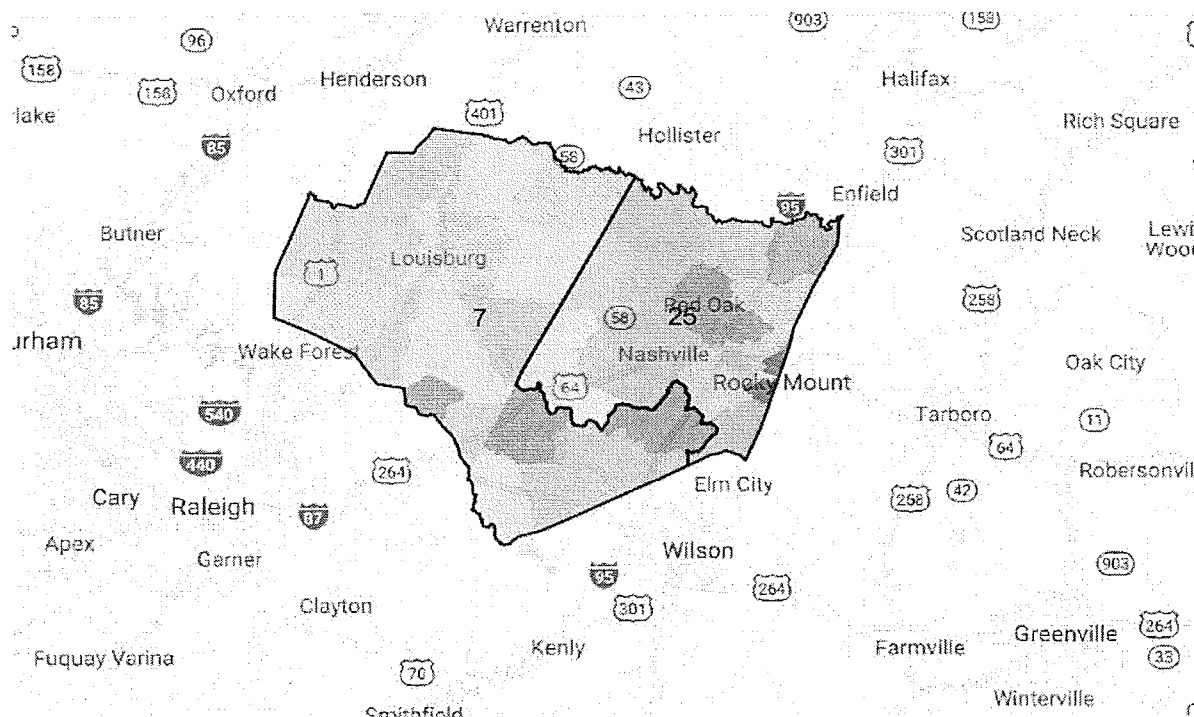 Warrenton
903
158
96
158
158
Oxford
Henderson
43
Halifax
lake
401
Hollister
Rich Square
85
58
301
95
Enfield
Butner
Louisburg
Scotland Neck
Lewi
Woo
1
85
258
7
58
Red Oak
25
urham
Wake Forest
Nashville
Oak City
64
Rocky Mount
540
Tarboro
11
64
440
264
Robersonvil
Cary
Raleigh
Elm City
258
42
87
Apex
Garner
Wilson
903
95
264
Clayton
301
Greenville
264
Fuquay Varina
Kenly
Farmville
33
70
Winterville
Smithfield